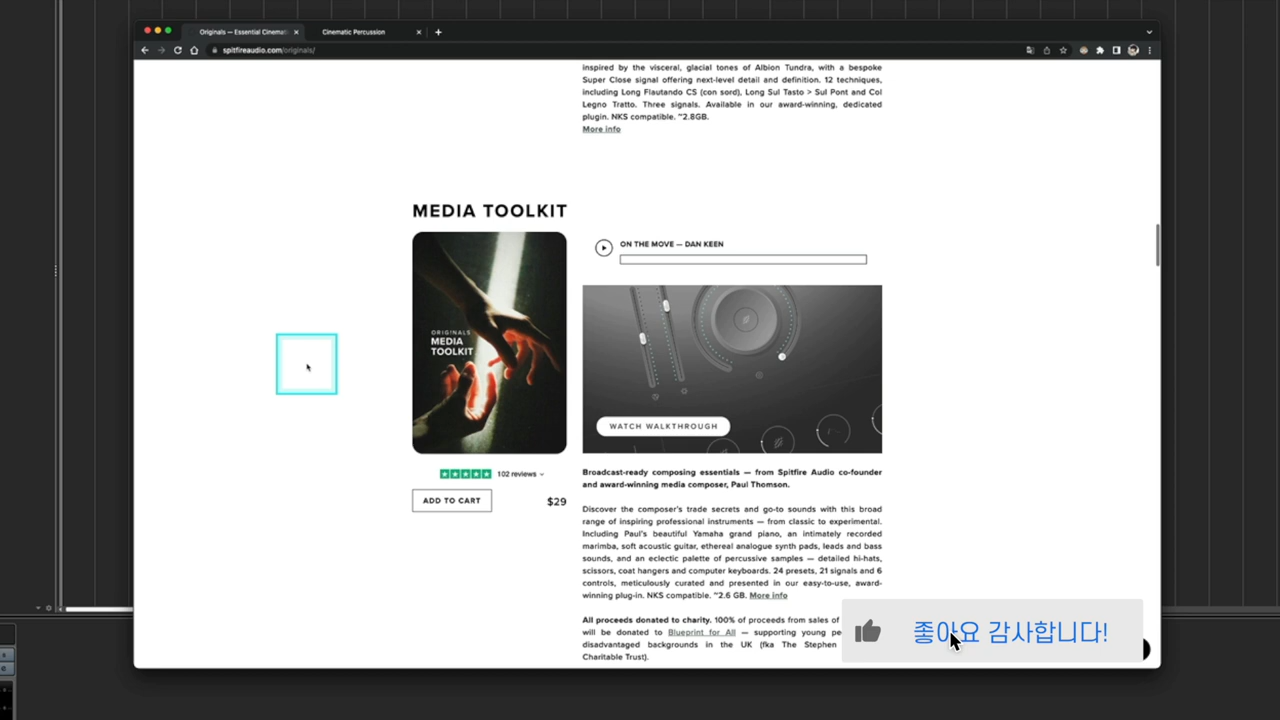 Originals — Essential Cinemat
Cinematic Percussion
spitfireaudio.com/originals/
inspired by the visceral, glacial tones of Albion Tundra, with a bespoke
Super Close signal offering next-level detail and definition. 12 techniques,
including Long Flautando CS (con sord), Long Sul Tasto > Sul Pont and Col
Legno Tratto. Three signals. Available in our award-winning, dedicated
plugin. NKS compatible. ~2.8GB.
More info
MEDIA TOOLKIT
ON THE MOVE — DAN KEEN
ORIGINALS
MEDIA
TOOLKIT
WATCH WALKTHROUGH
102 reviews
ADD TO CART
$29
Broadcast-ready composing essentials — from Spitfire Audio co-founder
and award-winning media composer, Paul Thomson.
Discover the composer's trade secrets and go-to sounds with this broad
range of inspiring professional instruments — from classic to experimental.
Including Paul's beautiful Yamaha grand piano, an intimately recorded
marimba, soft acoustic guitar, ethereal analogue synth pads, leads and bass
sounds, and an eclectic palette of percussive samples — detailed hi-hats,
scissors, coat hangers and computer keyboards. 24 presets, 21 signals and 6
controls, meticulously curated and presented in our easy-to-use, award-
winning plug-in. NKS compatible. ~2.6 GB. More info
All proceeds donated to charity. 100% of proceeds from sales of
will be donated to Blueprint for All — supporting young pe
disadvantaged backgrounds in the UK (fka The Stephen
Charitable Trust).
좋아요 감사합니다!